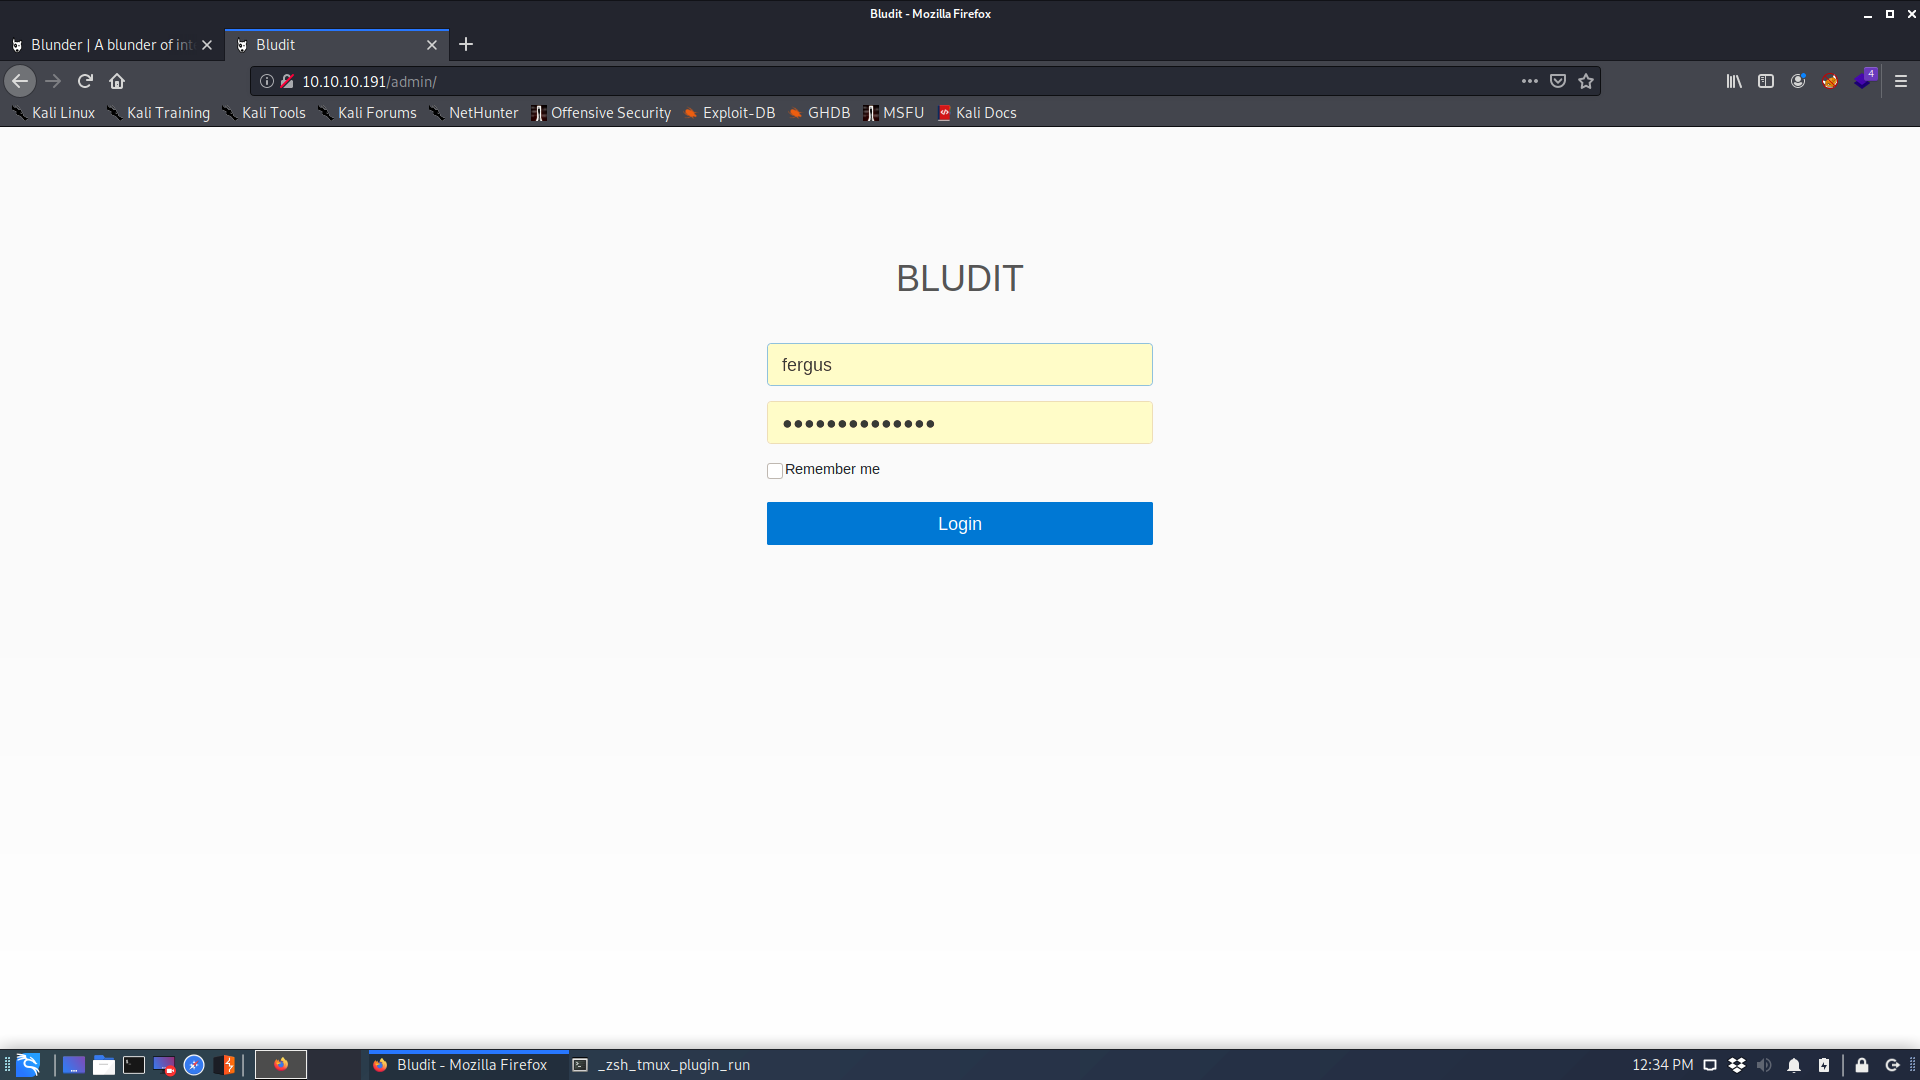 Bludit - Mozilla Firefox
Blunder | A blunder of int
Bludit
10.10.10.191/admin/
4
Kali Linux Kali Training Kali Tools Kali Forums NetHunter Offensive Security Exploit-DB GHDB MSFU Kali Docs
BLUDIT
fergus
••••••••••••••
Remember me
Login
Bludit - Mozilla Firefox
_zsh_tmux_plugin_run
12:34 PM